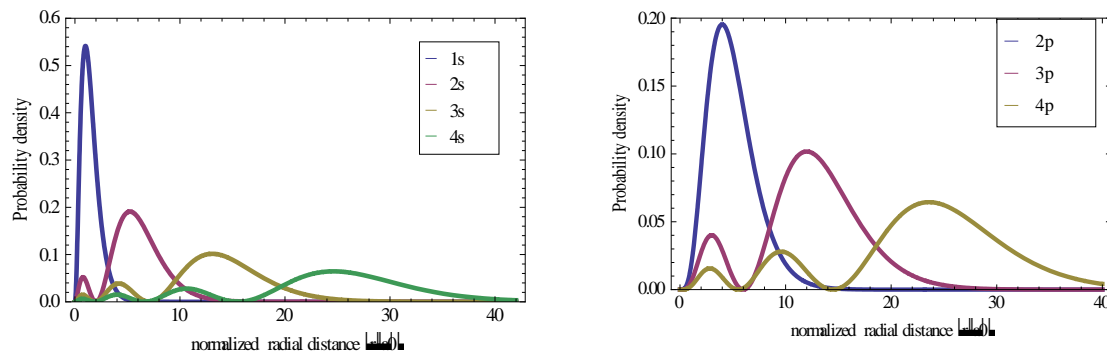 Probability density
0.6
0.5
0.4
0.3
0.2
0.1
0.0
0 10 20 30 40
normalized radial distance
1s
2s
3s
4s
Probability density
0.20
0.15
0.10
0.05
0.00
0 10 20 30 40
normalized radial distance
2p
3p
4p